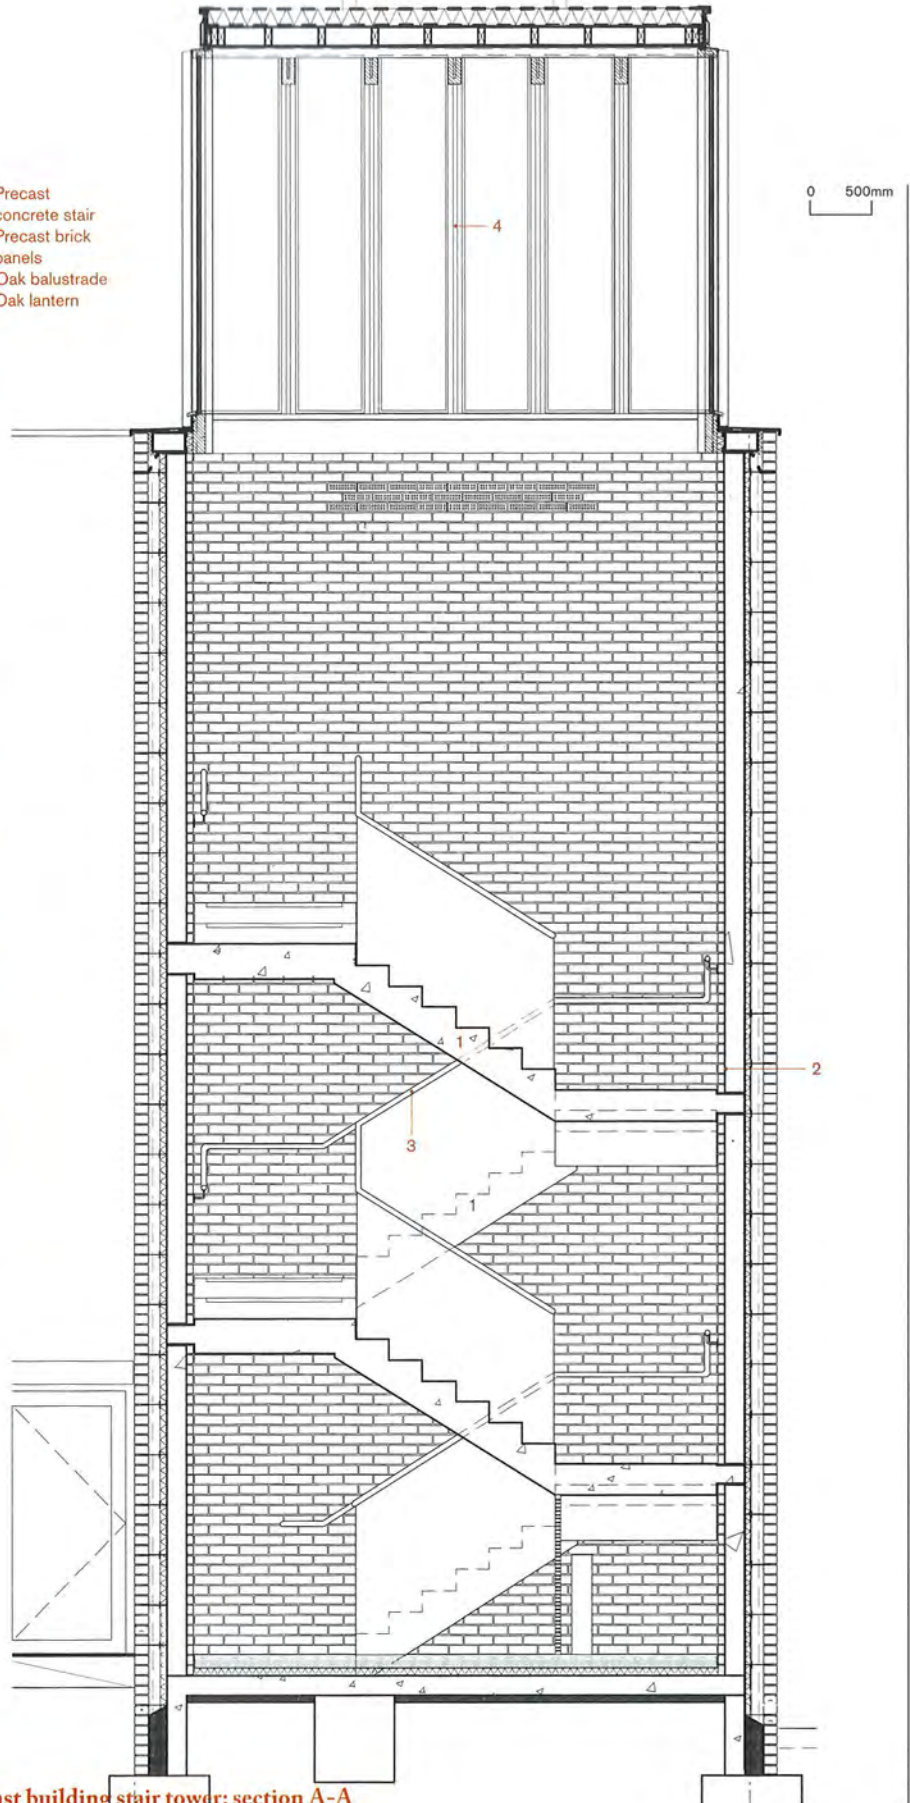 Precast
concrete stair
Precast brick
panels
Oak balustrade
Oak lantern
0 500mm
4
1
2
3
1
building stair tower: section A-A